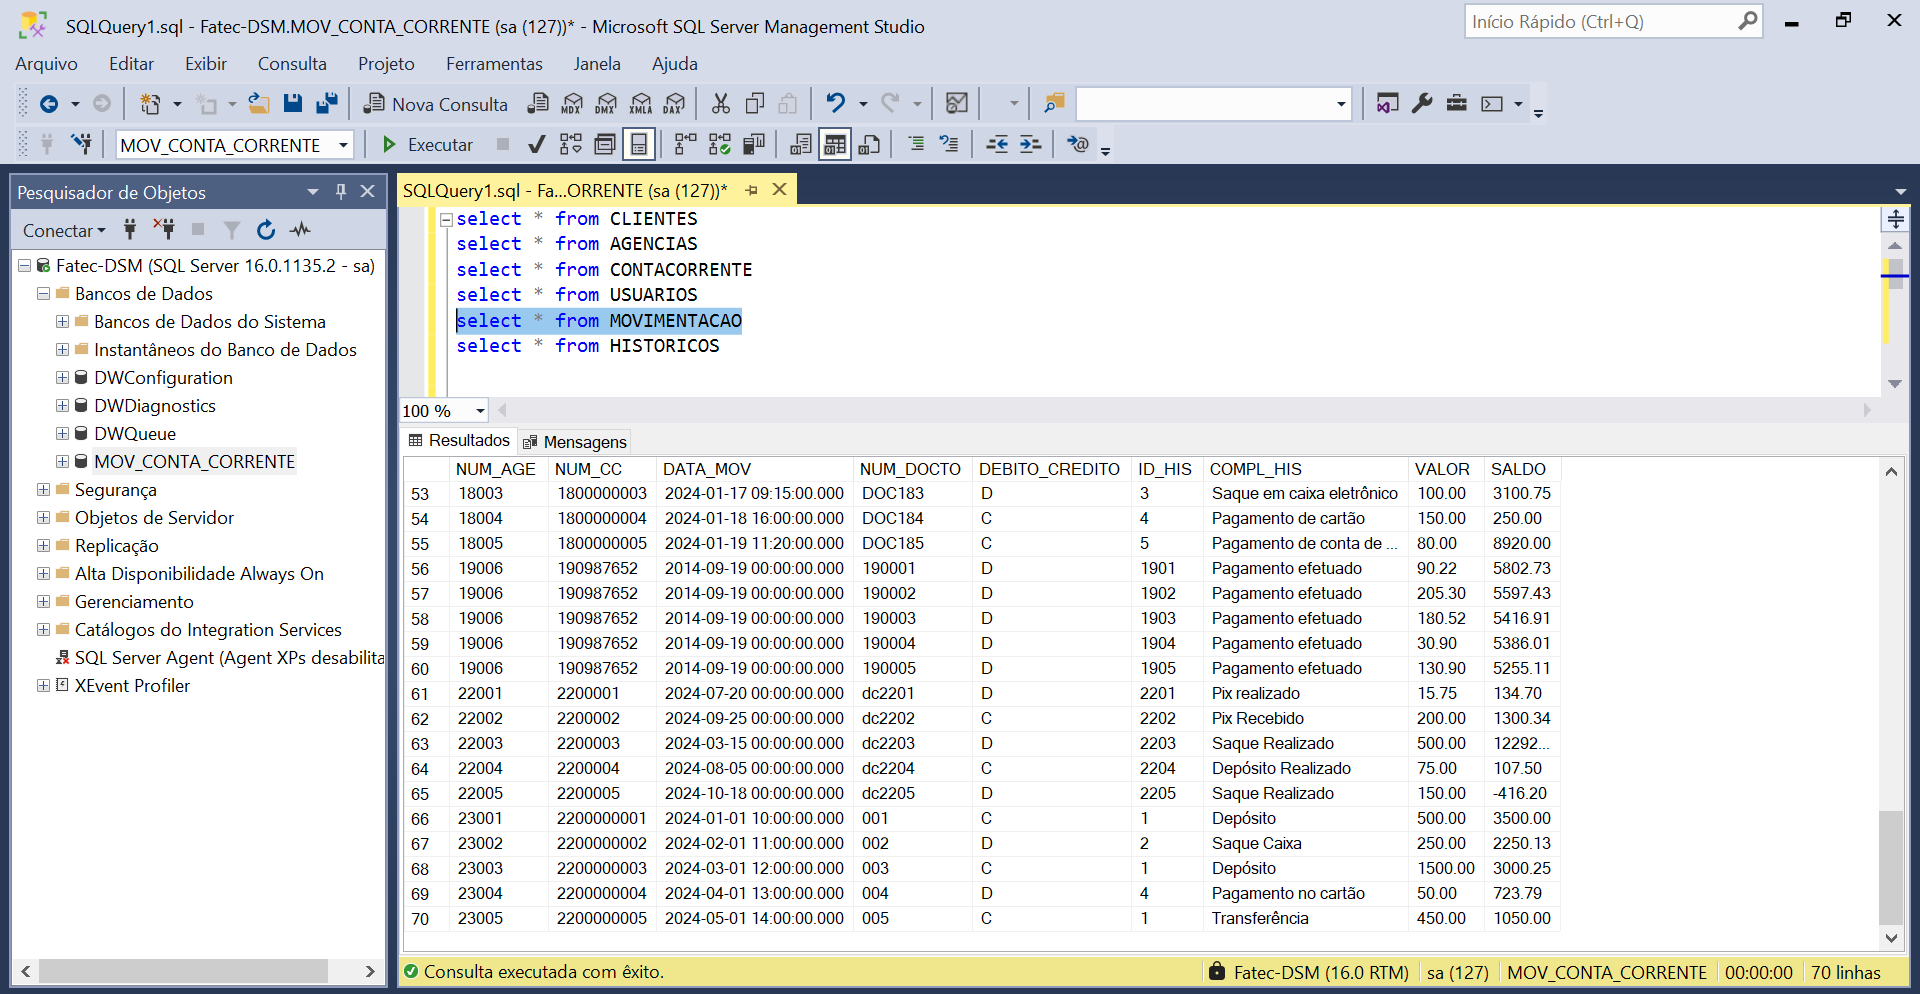 SQLQuery1.sql - Fatec-DSM.MOV_CONTA_CORRENTE (sa (127))* - Microsoft SQL Server Management Studio
Início Rápido (Ctrl+Q)
Arquivo Editar Exibir Consulta Projeto Ferramentas Janela Ajuda
Nova Consulta MDX DMX XMLA DAX
MOV_CONTA_CORRENTE Executar
Pesquisador de Objetos
Conectar
Fatec-DSM (SQL Server 16.0.1135.2 - sa)
Bancos de Dados
Bancos de Dados do Sistema
Instantâneos do Banco de Dados
DWConfiguration
DWDiagnostics
DWQueue
MOV_CONTA_CORRENTE
Segurança
Objetos de Servidor
Replicação
Alta Disponibilidade Always On
Gerenciamento
Catálogos do Integration Services
SQL Server Agent (Agent XPs desabilita
XEvent Profiler
SQLQuery1.sql - Fa...ORRENTE (sa (127))*
select * from CLIENTES
select * from AGENCIAS
select * from CONTACORRENTE
select * from USUARIOS
select * from MOVIMENTACAO
select * from HISTORICOS
100 %
Resultados Mensagens
NUM_AGE NUM_CC DATA_MOV NUM_DOCTO DEBITO_CREDITO ID_HIS COMPL_HIS VALOR SALDO
53 18003 1800000003 2024-01-17 09:15:00.000 DOC183 D 3 Saque em caixa eletrônico 100.00 3100.75
54 18004 1800000004 2024-01-18 16:00:00.000 DOC184 C 4 Pagamento de cartão 150.00 250.00
55 18005 1800000005 2024-01-19 11:20:00.000 DOC185 C 5 Pagamento de conta de ... 80.00 8920.00
56 19006 190987652 2014-09-19 00:00:00.000 190001 D 1901 Pagamento efetuado 90.22 5802.73
57 19006 190987652 2014-09-19 00:00:00.000 190002 D 1902 Pagamento efetuado 205.30 5597.43
58 19006 190987652 2014-09-19 00:00:00.000 190003 D 1903 Pagamento efetuado 180.52 5416.91
59 19006 190987652 2014-09-19 00:00:00.000 190004 D 1904 Pagamento efetuado 30.90 5386.01
60 19006 190987652 2014-09-19 00:00:00.000 190005 D 1905 Pagamento efetuado 130.90 5255.11
61 22001 2200001 2024-07-20 00:00:00.000 dc2201 D 2201 Pix realizado 15.75 134.70
62 22002 2200002 2024-09-25 00:00:00.000 dc2202 C 2202 Pix Recebido 200.00 1300.34
63 22003 2200003 2024-03-15 00:00:00.000 dc2203 D 2203 Saque Realizado 500.00 12292...
64 22004 2200004 2024-08-05 00:00:00.000 dc2204 C 2204 Depósito Realizado 75.00 107.50
65 22005 2200005 2024-10-18 00:00:00.000 dc2205 D 2205 Saque Realizado 150.00 -416.20
66 23001 2200000001 2024-01-01 10:00:00.000 001 C 1 Depósito 500.00 3500.00
67 23002 2200000002 2024-02-01 11:00:00.000 002 D 2 Saque Caixa 250.00 2250.13
68 23003 2200000003 2024-03-01 12:00:00.000 003 C 1 Depósito 1500.00 3000.25
69 23004 2200000004 2024-04-01 13:00:00.000 004 D 4 Pagamento no cartão 50.00 723.79
70 23005 2200000005 2024-05-01 14:00:00.000 005 C 1 Transferência 450.00 1050.00
Consulta executada com êxito. Fatec-DSM (16.0 RTM) sa (127) MOV_CONTA_CORRENTE 00:00:00 70 linhas